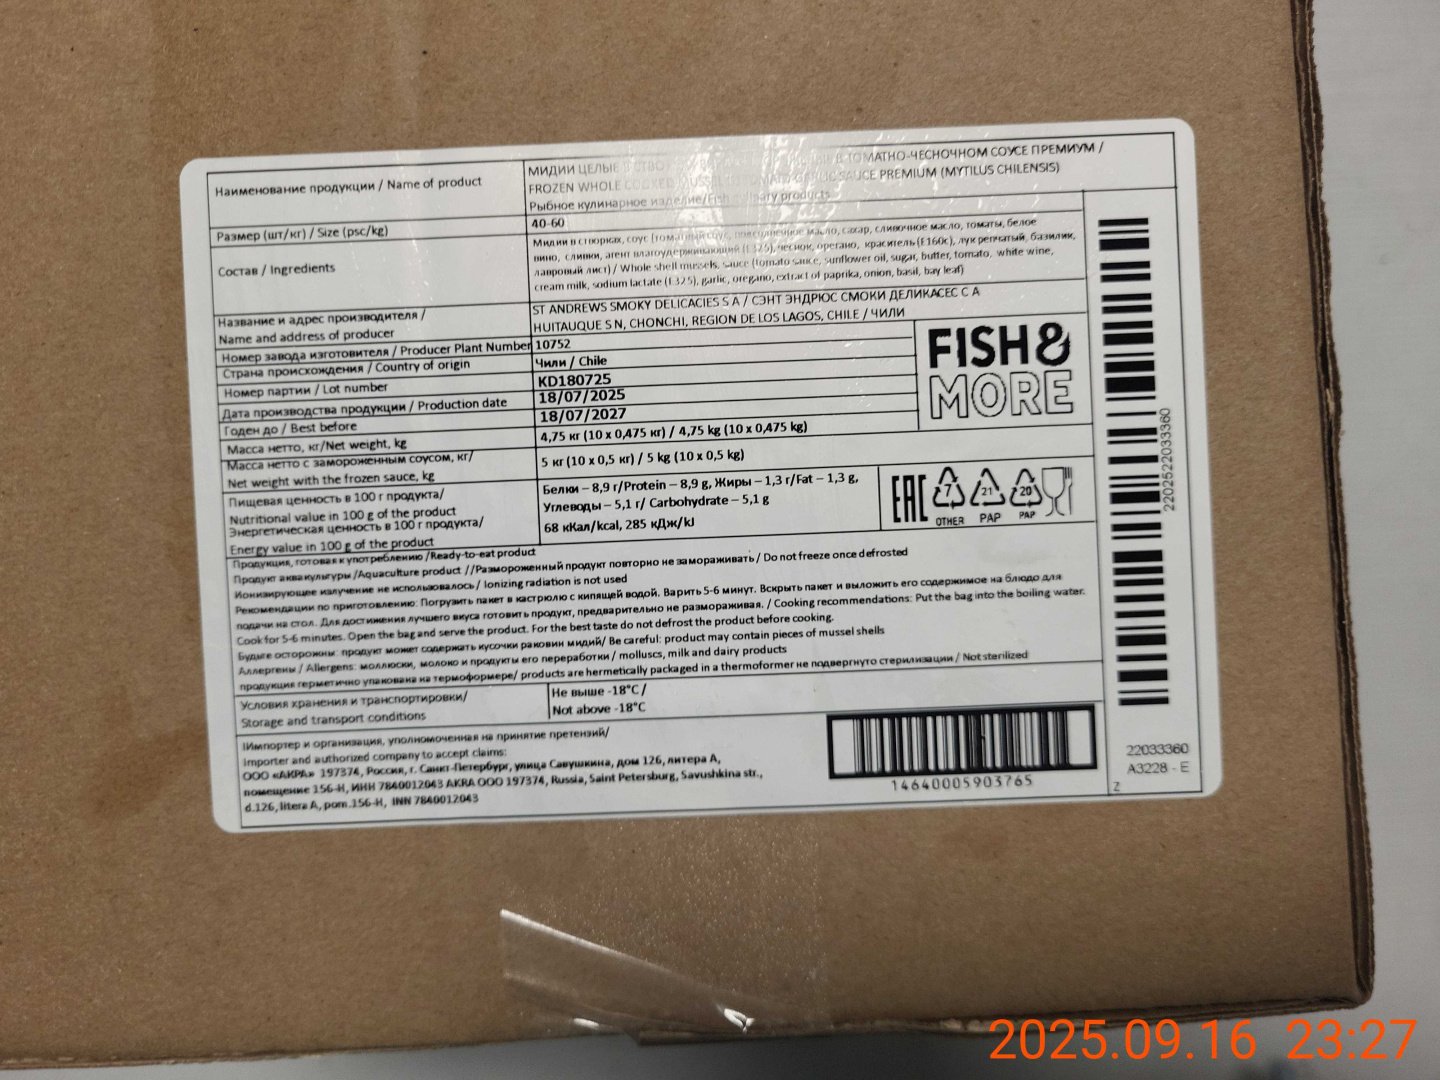 Наименование продукции / Name of product
МИДИИ ЦЕЛЫЕ В ТОМАТНО-ЧЕСНОЧНОМ СОУСЕ ПРЕМИУМ /
FROZEN WHOLE COOKED MUSSELS TOMATO-GARLIC SAUCE PREMIUM (MYTILUS CHILENSIS)
Рыбное кулинарное изделие/Fish culinary products
Размер (шт/кг) / Size (psc/kg)
40-60
Состав / Ingredients
Мидии в створках, соус (томатный соус, подсолнечное масло, сахар, сливочное масло, томаты, белое
вино, сливки, агент влагоудерживающий (E325), чеснок, орегано, краситель (E160c), лук репчатый, базилик,
лавровый лист) / Whole shell mussels, sauce (tomato sauce, sunflower oil, sugar, butter, tomato, white wine,
cream milk, sodium lactate (E325), garlic, oregano, extract of paprika, onion, basil, bay leaf)
Название и адрес производителя /
Name and address of producer
ST ANDREWS SMOKY DELICACIES S A / СЭНТ ЭНДРЮС СМОКИ ДЕЛИКАСЕС С А
HUITAUQUE S N, CHONCHI, REGION DE LOS LAGOS, CHILE / ЧИЛИ
Номер завода изготовителя / Producer Plant Number
10752
Страна происхождения / Country of origin
Чили / Chile
Номер партии / Lot number
KD180725
Дата производства продукции / Production date
18/07/2025
Годен до / Best before
18/07/2027
Масса нетто, кг/Net weight, kg
4,75 кг (10 x 0,475 кг) / 4,75 kg (10 x 0,475 kg)
Масса нетто с замороженным соусом, кг/
Net weight with the frozen sauce, kg
5 кг (10 x 0,5 кг) / 5 kg (10 x 0,5 kg)
Пищевая ценность в 100 г продукта/
Nutritional value in 100 g of the product
Белки – 8,9 г/Protein – 8,9 g, Жиры – 1,3 г/Fat – 1,3 g,
Углеводы – 5,1 г/ Carbohydrate – 5,1 g
Энергетическая ценность в 100 г продукта/
Energy value in 100 g of the product
68 кКал/kcal, 285 кДж/kJ
FISH&
MORE
EAC
7
OTHER
21
PAP
20
PAP
Продукция, готовая к употреблению /Ready-to-eat product
Продукт аквакультуры /Aquaculture product //Размороженный продукт повторно не замораживать / Do not freeze once defrosted
Ионизирующее излучение не использовалось / Ionizing radiation is not used
Рекомендации по приготовлению: Погрузить пакет в кастрюлю с кипящей водой. Варить 5-6 минут. Вскрыть пакет и выложить его содержимое на блюдо для
подачи на стол. Для достижения лучшего вкуса готовить продукт, предварительно не размораживая. / Cooking recommendations: Put the bag into the boiling water.
Cook for 5-6 minutes. Open the bag and serve the product. For the best taste do not defrost the product before cooking.
Будьте осторожны: продукт может содержать кусочки раковин мидий/ Be careful: product may contain pieces of mussel shells
Аллергены / Allergens: моллюски, молоко и продукты его переработки / molluscs, milk and dairy products
продукция герметично упакована на термоформере/ products are hermetically packaged in a thermoformer не подвергнуто стерилизации / Not sterilized
Условия хранения и транспортировки/
Storage and transport conditions
Не выше -18°C /
Not above -18°C
Импортер и организация, уполномоченная на принятие претензий/
Importer and authorized company to accept claims:
ООО «АКРА» 197374, Россия, г. Санкт-Петербург, улица Савушкина, дом 126, литера А,
помещение 156-Н, ИНН 7840012043 AKRA OOO 197374, Russia, Saint Petersburg, Savushkina str.,
d.126, litera A, pom.156-H, INN 7840012043
14640005903765
2202522033360
22033360
A3228 - E
Z
2025.09.16 23:27